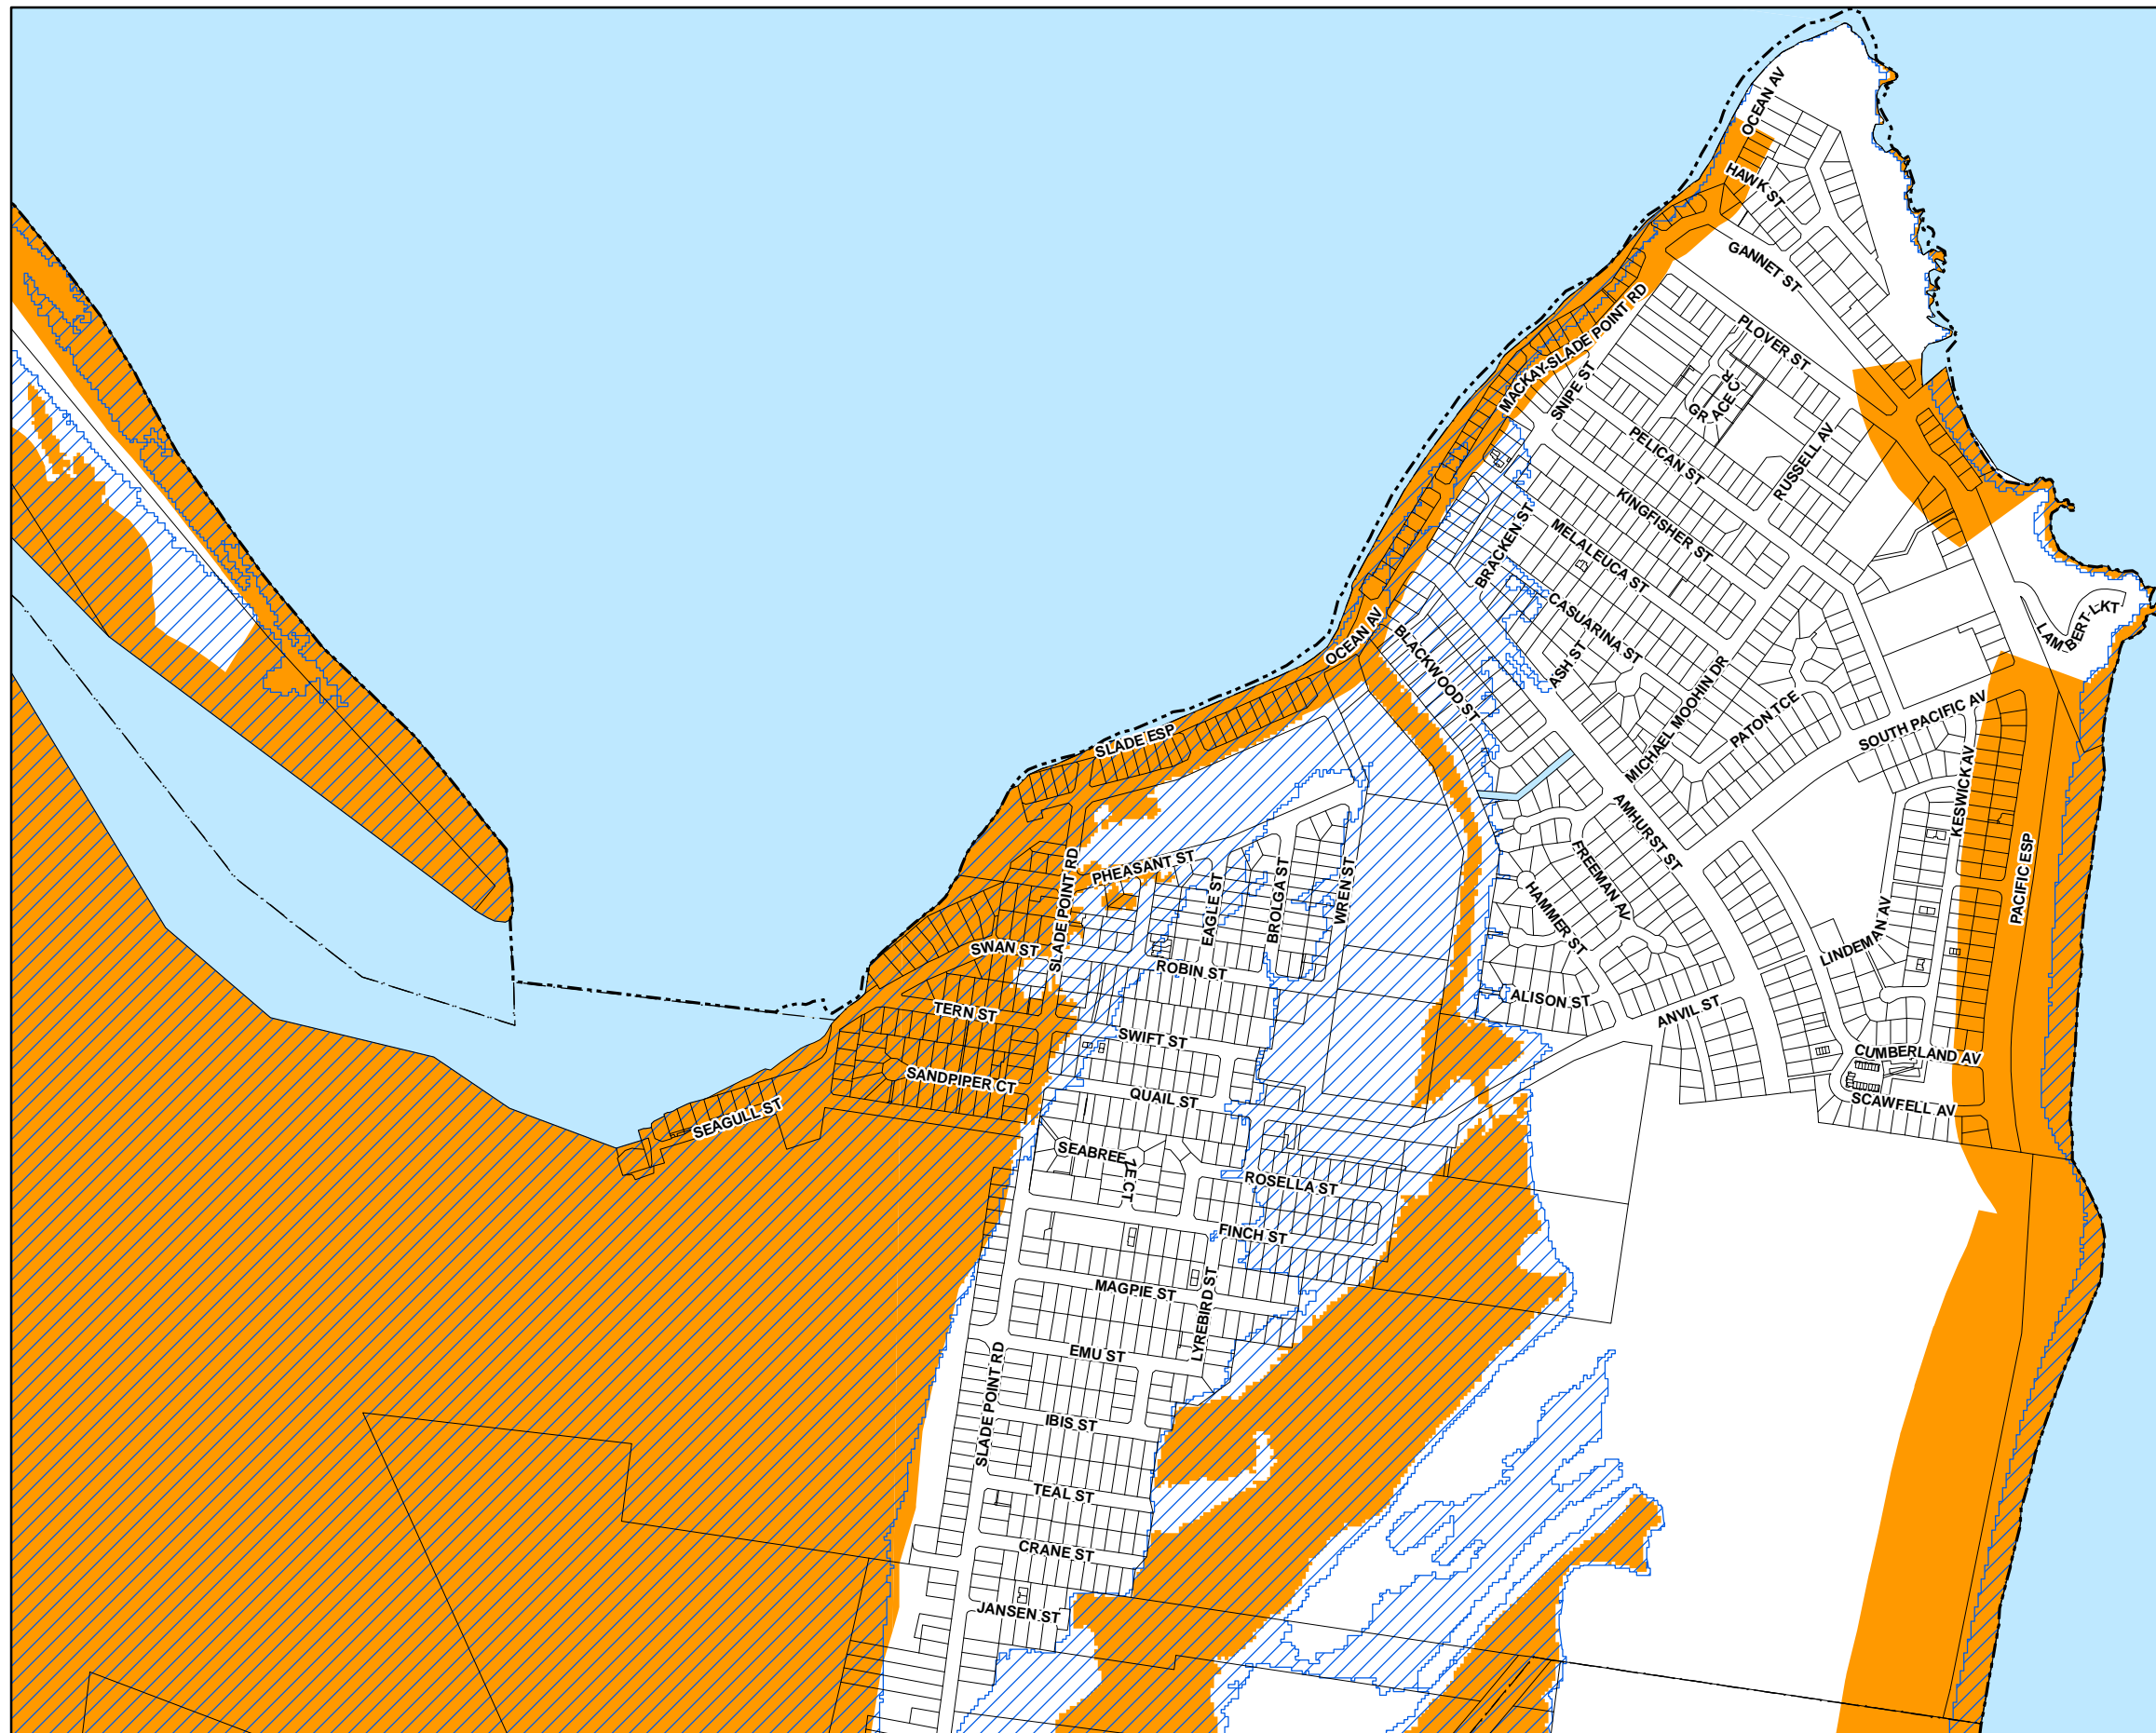 OCEAN AV
HAWK ST
GANNET ST
MACKAY-SLADE POINT RD
PLOVER ST
SNIPE ST
GRACE CR
PELICAN ST
RUSSELL AV
KINGFISHER ST
BRACKEN ST
MELALEUCA ST
CASUARINA ST
LAMBERT LKT
OCEAN AV
BLACKWOOD ST
ASH ST
MICHAEL MOOHIN DR
PATON TCE
SOUTH PACIFIC AV
SLADE ESP
KESWICK AV
AMHURST ST
PHEASANT ST
SLADE POINT RD
EAGLE ST
BROLGA ST
WREN ST
FREEMAN AV
HAMMER ST
PACIFIC ESP
LINDEMAN AV
SWAN ST
ROBIN ST
TERN ST
ALISON ST
ANVIL ST
SWIFT ST
CUMBERLAND AV
SANDPIPER CT
QUAIL ST
SCAWFELL AV
SEAGULL ST
SEABREEZE CT
ROSELLA ST
FINCH ST
MAGPIE ST
LYREBIRD ST
EMU ST
SLADE POINT RD
IBIS ST
TEAL ST
CRANE ST
JANSEN ST